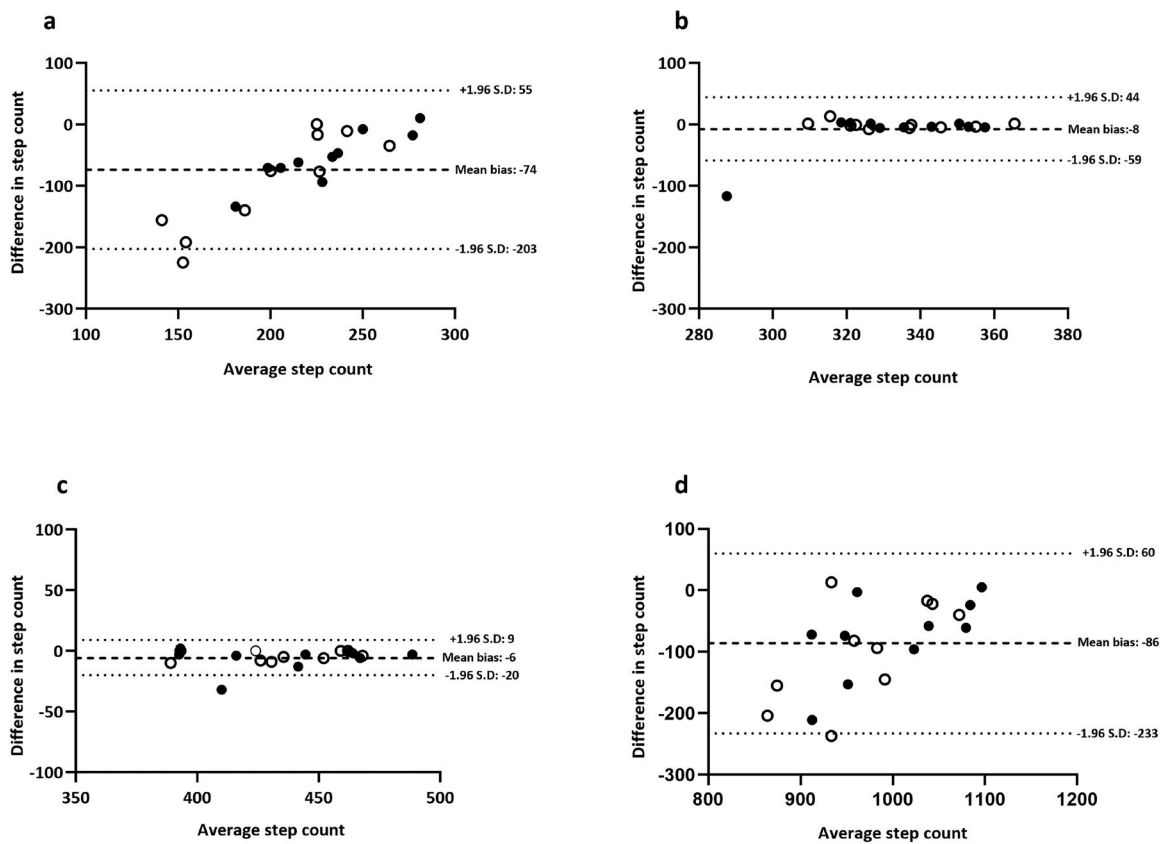 a
Difference in step count
100
0
-100
-200
-300
100
150
200
250
300
+1.96 S.D: 55
Mean bias: -74
-1.96 S.D: -203
Average step count
b
Difference in step count
100
0
-100
-200
-300
280
300
320
340
360
380
+1.96 S.D: 44
Mean bias:-8
-1.96 S.D: -59
Average step count
c
Difference in step count
100
50
0
-50
-100
350
400
450
500
+1.96 S.D: 9
Mean bias: -6
-1.96 S.D: -20
Average step count
d
Difference in step count
100
0
-100
-200
-300
800
900
1000
1100
1200
+1.96 S.D: 60
Mean bias: -86
-1.96 S.D: -233
Average step count